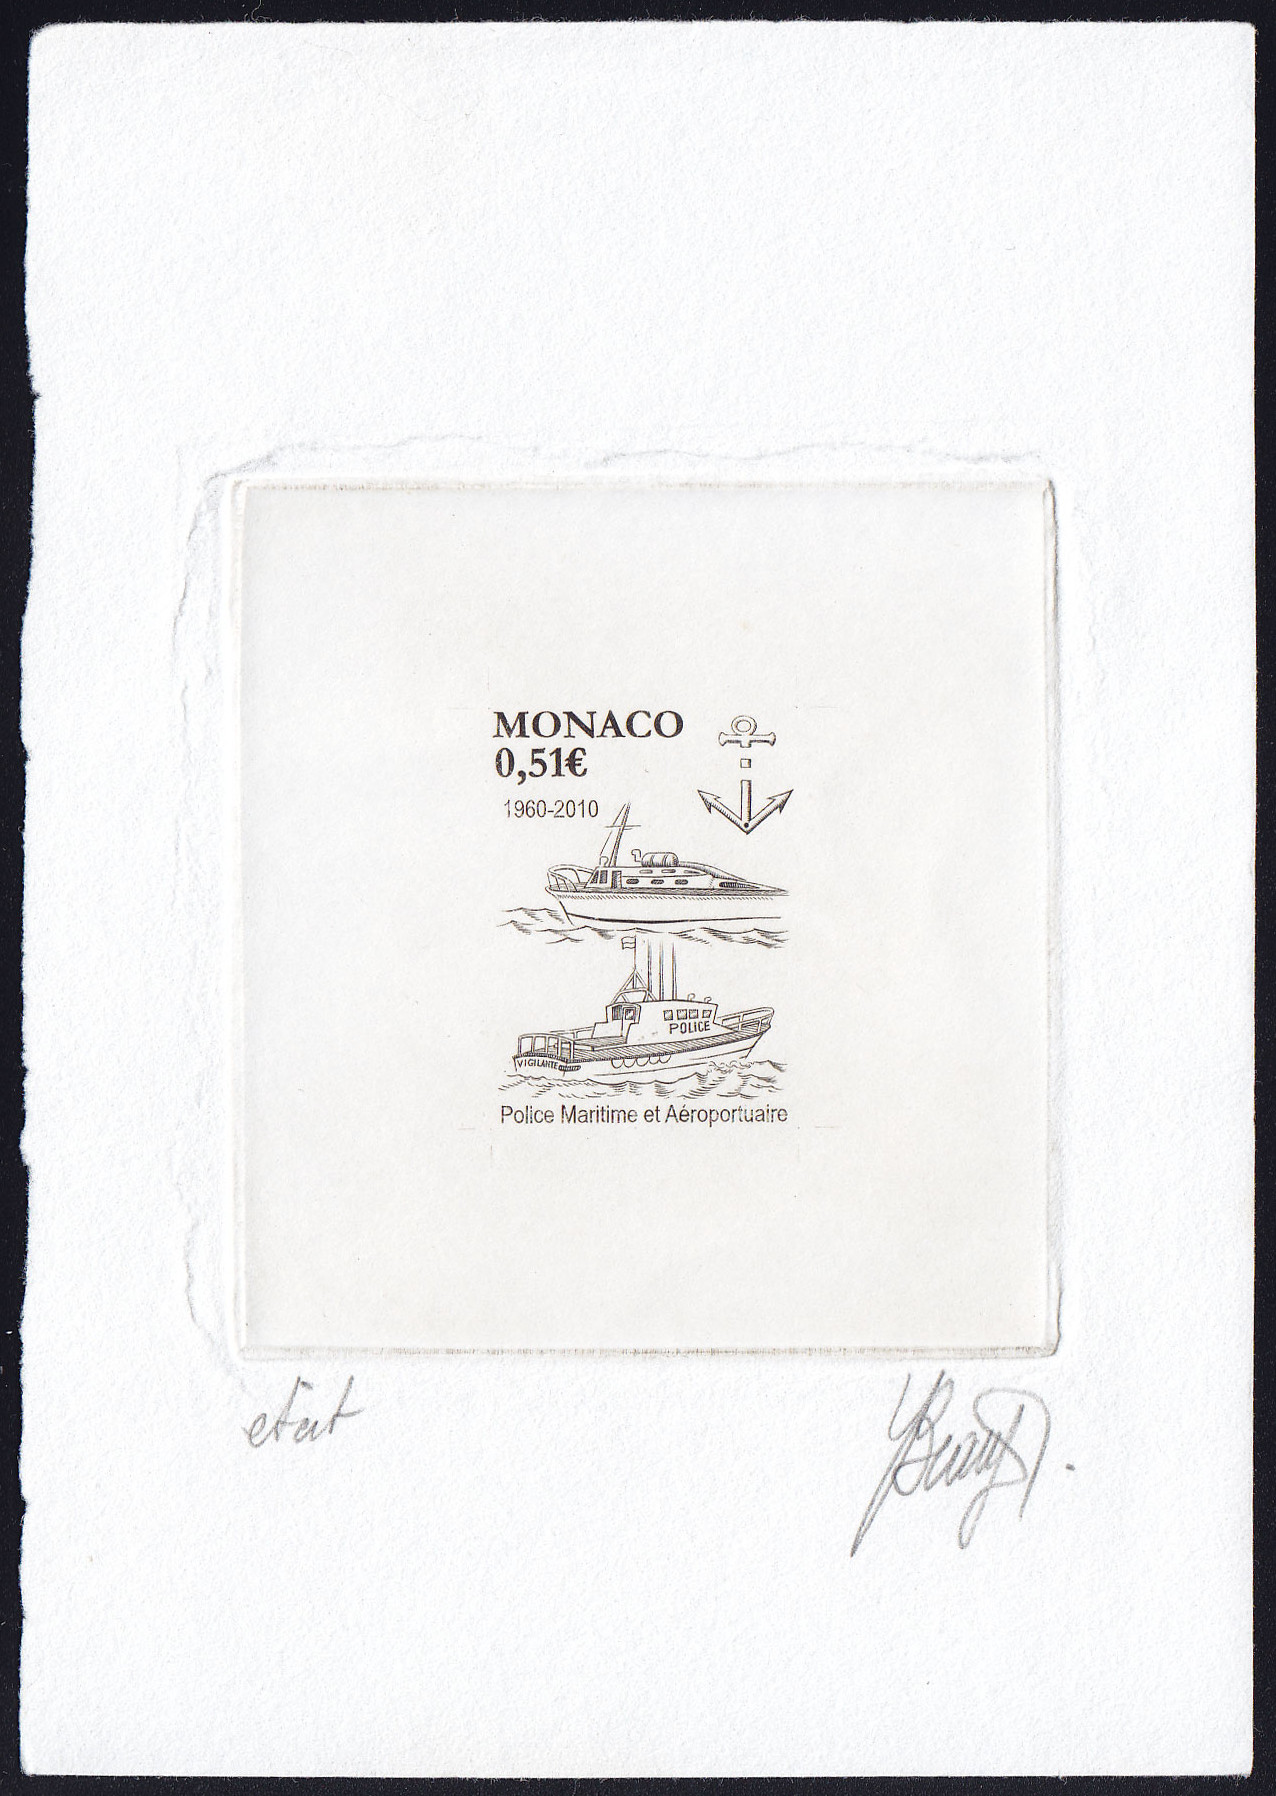 MONACO
0,51€
1960-2010
POLICE
VIGILANTE
Police Maritime et Aéroportuaire
etat